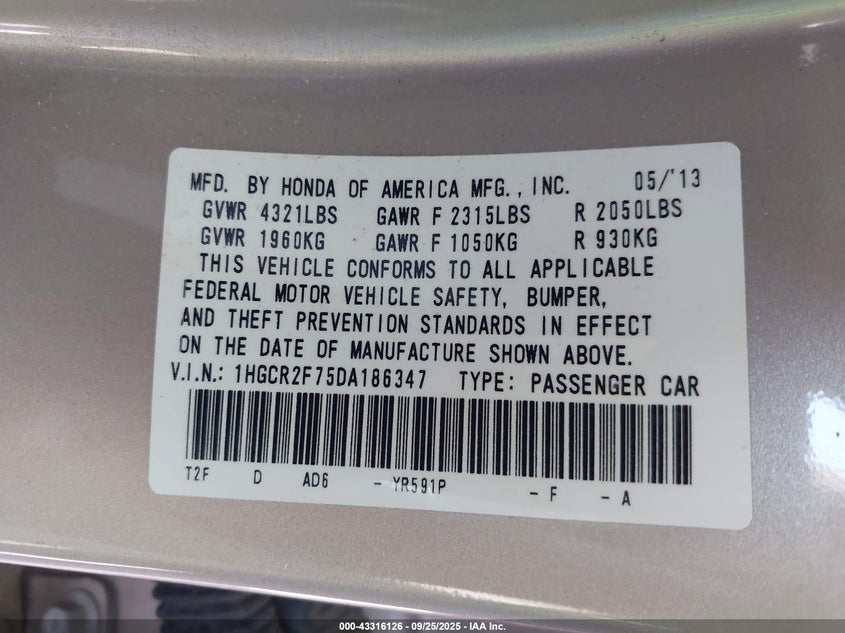 MFD. BY HONDA OF AMERICA MFG., INC. 05/'13
GVWR 4321LBS GAWR F 2315LBS R 2050LBS
GVWR 1960KG GAWR F 1050KG R 930KG
THIS VEHICLE CONFORMS TO ALL APPLICABLE
FEDERAL MOTOR VEHICLE SAFETY, BUMPER,
AND THEFT PREVENTION STANDARDS IN EFFECT
ON THE DATE OF MANUFACTURE SHOWN ABOVE.
V.I.N.: 1HGCR2F75DA186347 TYPE: PASSENGER CAR
T2F D AD6 - YR591P - F - A
000-43316126 - 09/25/2025 - IAA Inc.